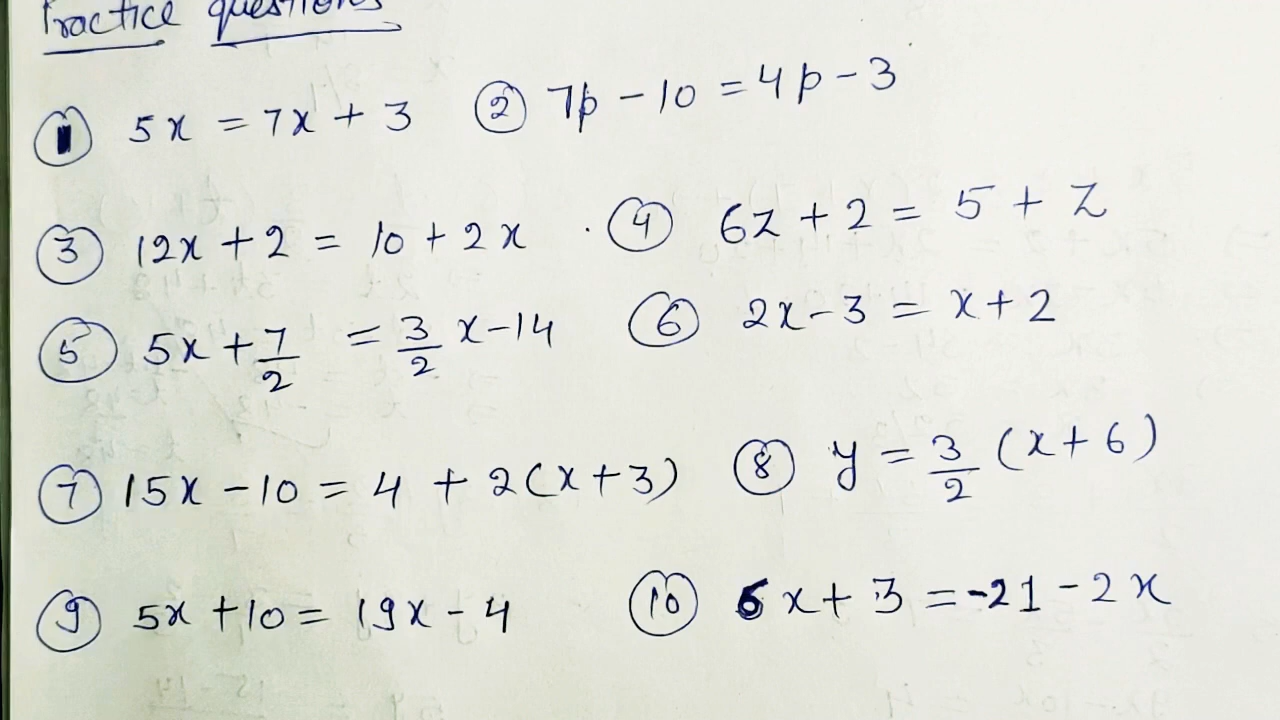 Practice questions
① 5x = 7x + 3 ② 7p - 10 = 4p - 3
③ 12x + 2 = 10 + 2x . ④ 6z + 2 = 5 + z
⑤ 5x + 7/2 = 3/2 x - 14 ⑥ 2x - 3 = x + 2
⑦ 15x - 10 = 4 + 2(x + 3) ⑧ y = 3/2 (x + 6)
⑨ 5x + 10 = 19x - 4 ⑩ 6x + 3 = -21 - 2x